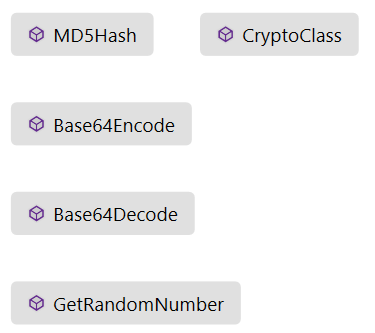 MD5Hash
CryptoClass
Base64Encode
Base64Decode
GetRandomNumber